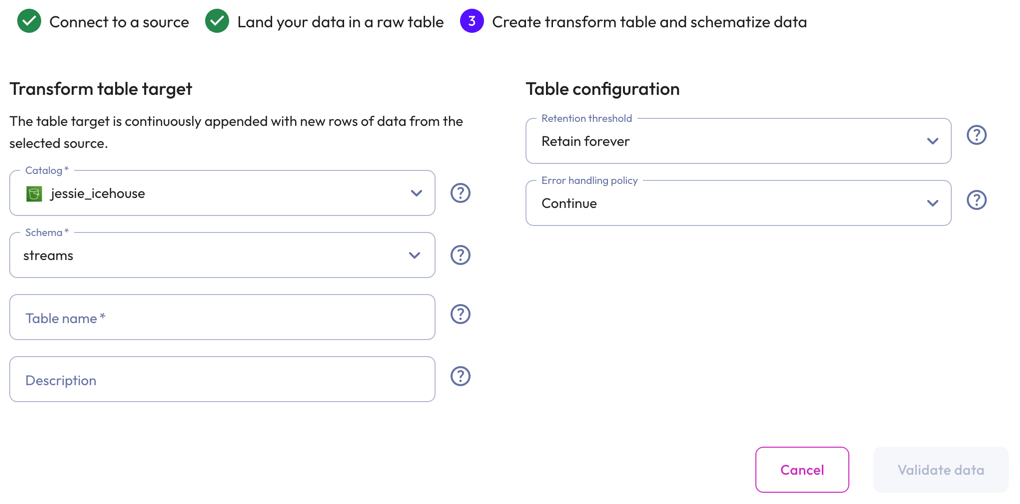 Connect to a source
Land your data in a raw table
3 Create transform table and schematize data
Transform table target
The table target is continuously appended with new rows of data from the
selected source.
Catalog *
jessie_icehouse
Schema *
streams
Table name *
Description
Table configuration
Retention threshold
Retain forever
Error handling policy
Continue
Cancel
Validate data